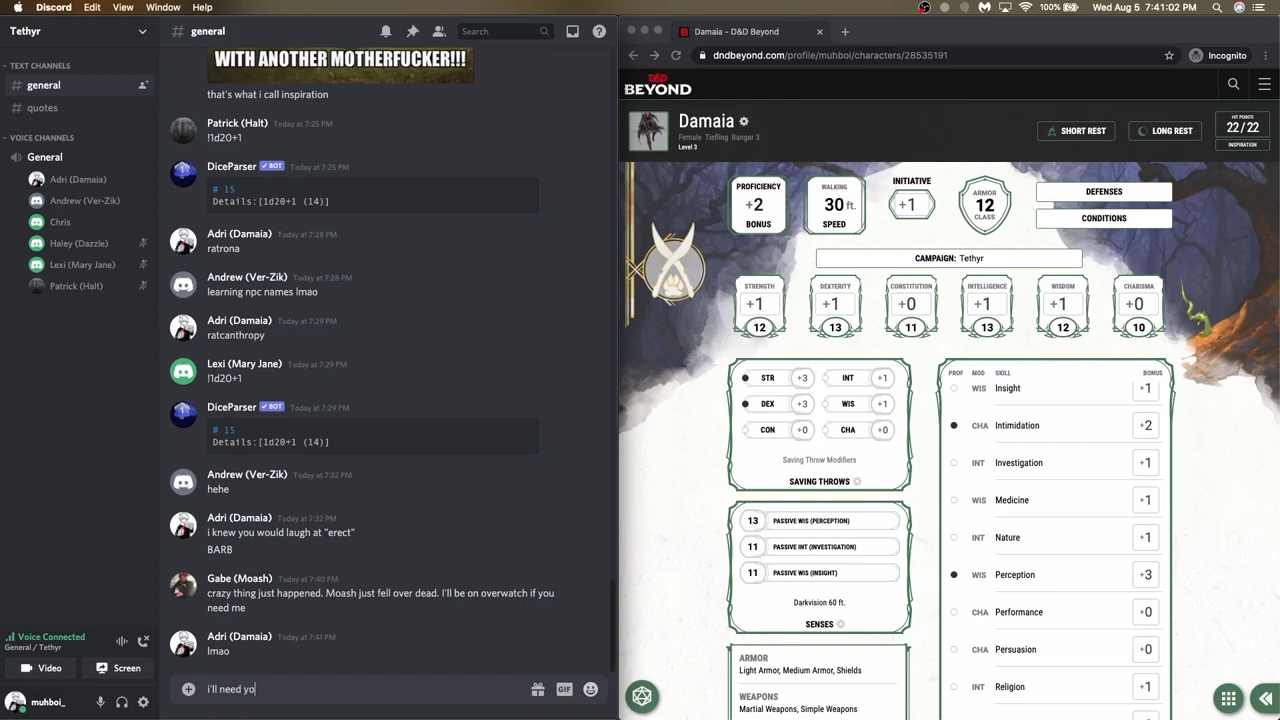 Discord File Edit View Window Help
Tethyr
general
Search
TEXT CHANNELS
general
quotes
VOICE CHANNELS
General
Adri (Damaia)
Andrew (Ver-Zik)
Chris
Haley (Dazzle)
Lexi (Mary Jane)
Patrick (Halt)
WITH ANOTHER MOTHERFUCKER!!!
that's what i call inspiration
Patrick (Halt) Today at 7:25 PM
!1d20+1
DiceParser BOT Today at 7:25 PM
# 15
Details:[1d20+1 (14)]
Adri (Damaia) Today at 7:28 PM
ratrona
Andrew (Ver-Zik) Today at 7:28 PM
learning npc names lmao
Adri (Damaia) Today at 7:29 PM
ratcanthropy
Lexi (Mary Jane) Today at 7:29 PM
!1d20+1
DiceParser BOT Today at 7:29 PM
# 15
Details:[1d20+1 (14)]
Andrew (Ver-Zik) Today at 7:32 PM
hehe
Adri (Damaia) Today at 7:32 PM
i knew you would laugh at "erect"
BARB
Gabe (Moash) Today at 7:40 PM
crazy thing just happened. Moash just fell over dead. I'll be on overwatch if you
need me
Adri (Damaia) Today at 7:41 PM
lmao
i'll need yo
GIF
Voice Connected
General / Tethyr
Video
Screen
muhboi_
Damaia - D&D Beyond
dndbeyond.com/profile/muhboi/characters/28535191
Incognito
D&D
BEYOND
Damaia
Female Tiefling Ranger 3
Level 3
SHORT REST
LONG REST
HIT POINTS
22/22
INSPIRATION
PROFICIENCY
+2
BONUS
WALKING
30 ft.
SPEED
INITIATIVE
+1
ARMOR
12
CLASS
DEFENSES
CONDITIONS
CAMPAIGN: Tethyr
STRENGTH
+1
12
DEXTERITY
+1
13
CONSTITUTION
+0
11
INTELLIGENCE
+1
13
WISDOM
+1
12
CHARISMA
+0
10
STR +3
INT +1
DEX +3
WIS +1
CON +0
CHA +0
Saving Throw Modifiers
SAVING THROWS
13 PASSIVE WIS (PERCEPTION)
11 PASSIVE INT (INVESTIGATION)
11 PASSIVE WIS (INSIGHT)
Darkvision 60 ft.
SENSES
ARMOR
Light Armor, Medium Armor, Shields
WEAPONS
Martial Weapons, Simple Weapons
PROF MOD SKILL BONUS
WIS Insight +1
CHA Intimidation +2
INT Investigation +1
WIS Medicine +1
INT Nature +1
WIS Perception +3
CHA Performance +0
CHA Persuasion +0
INT Religion +1